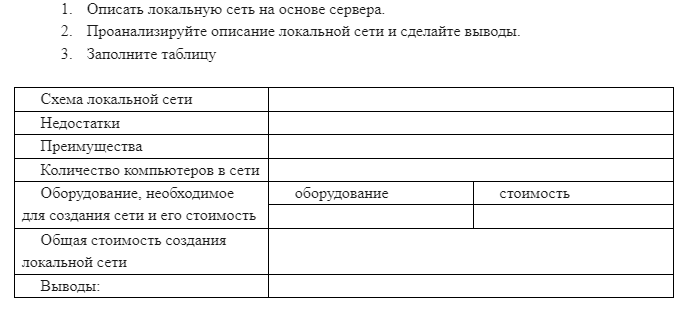 1. Описать локальную сеть на основе сервера.
2. Проанализируйте описание локальной сети и сделайте выводы.
3. Заполните таблицу
Схема локальной сети
Недостатки
Преимущества
Количество компьютеров в сети
Оборудование, необходимое
для создания сети и его стоимость
оборудование
стоимость
Общая стоимость создания
локальной сети
Выводы: